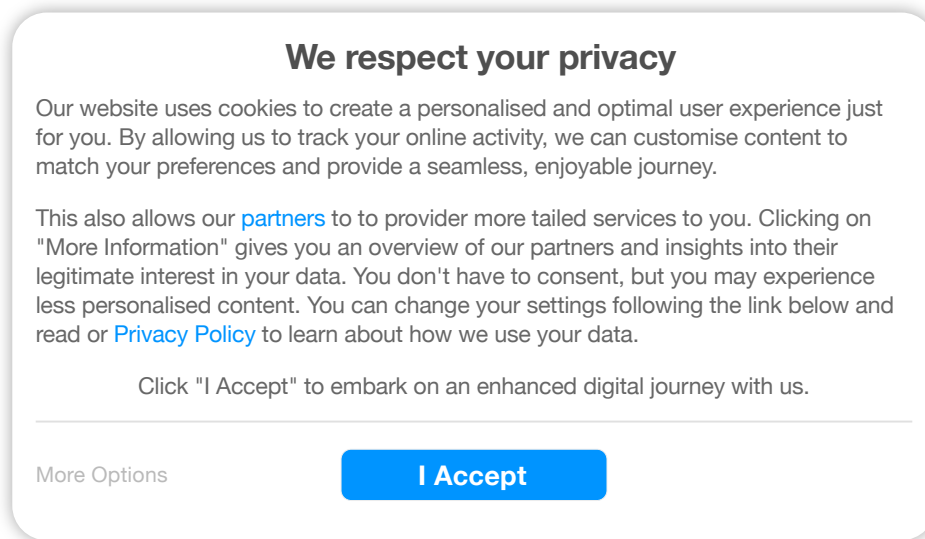 We respect your privacy
Our website uses cookies to create a personalised and optimal user experience just
for you. By allowing us to track your online activity, we can customise content to
match your preferences and provide a seamless, enjoyable journey.
This also allows our partners to to provider more tailed services to you. Clicking on
"More Information" gives you an overview of our partners and insights into their
legitimate interest in your data. You don't have to consent, but you may experience
less personalised content. You can change your settings following the link below and
read or Privacy Policy to learn about how we use your data.
Click "I Accept" to embark on an enhanced digital journey with us.
More Options
I Accept